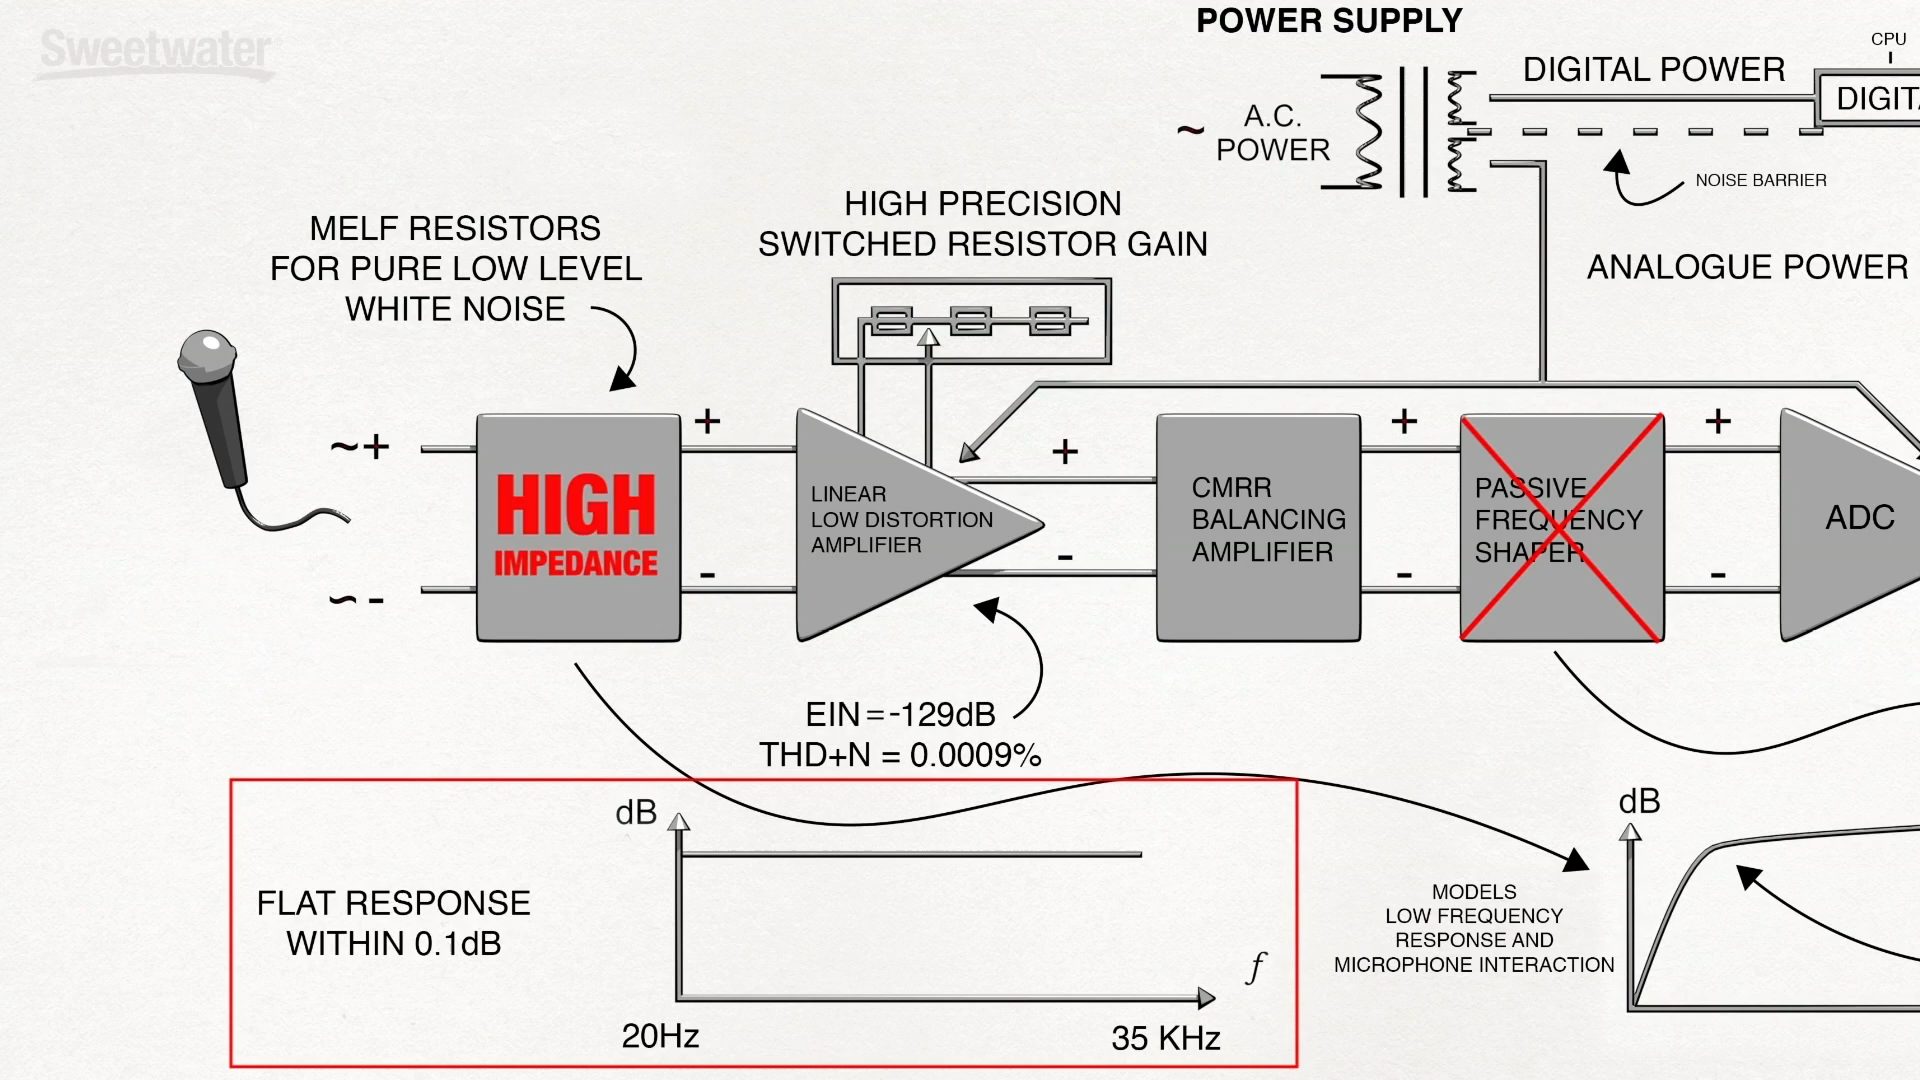 Sweetwater
POWER SUPPLY
CPU
DIGITAL POWER
~ A.C.
POWER
NOISE BARRIER
ANALOGUE POWER
MELF RESISTORS
FOR PURE LOW LEVEL
WHITE NOISE
HIGH PRECISION
SWITCHED RESISTOR GAIN
~+
~-
HIGH
IMPEDANCE
+
-
LINEAR
LOW DISTORTION
AMPLIFIER
+
-
CMRR
BALANCING
AMPLIFIER
+
-
PASSIVE
FREQUENCY
SHAPER
+
-
ADC
EIN=-129dB
THD+N = 0.0009%
FLAT RESPONSE
WITHIN 0.1dB
dB
f
20Hz
35 KHz
MODELS
LOW FREQUENCY
RESPONSE AND
MICROPHONE INTERACTION
dB